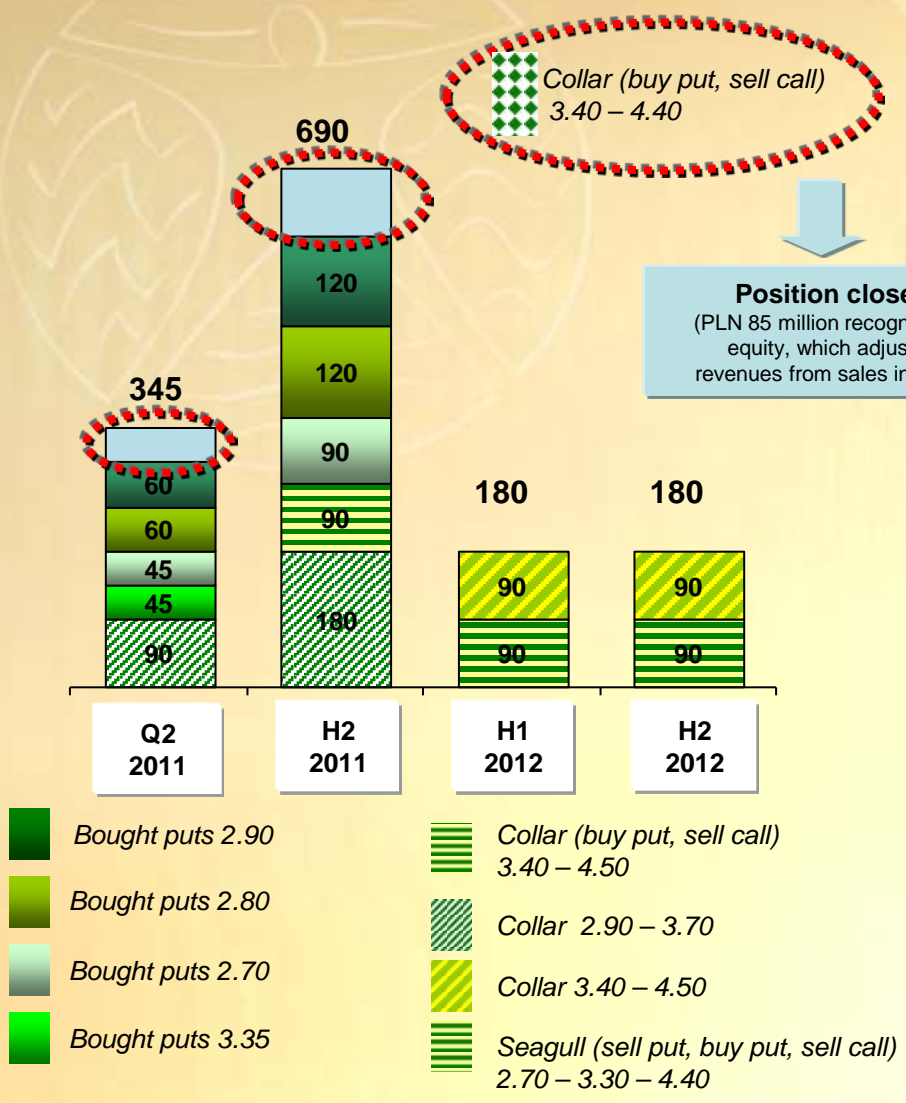 Collar (buy put, sell call)
3.40 – 4.40
690
Position close
(PLN 85 million recogn
equity, which adjus
revenues from sales in
120
120
90
90
180
345
60
60
45
45
90
180
90
90
180
90
90
Q2
2011
H2
2011
H1
2012
H2
2012
Bought puts 2.90
Bought puts 2.80
Bought puts 2.70
Bought puts 3.35
Collar (buy put, sell call)
3.40 – 4.50
Collar 2.90 – 3.70
Collar 3.40 – 4.50
Seagull (sell put, buy put, sell call)
2.70 – 3.30 – 4.40